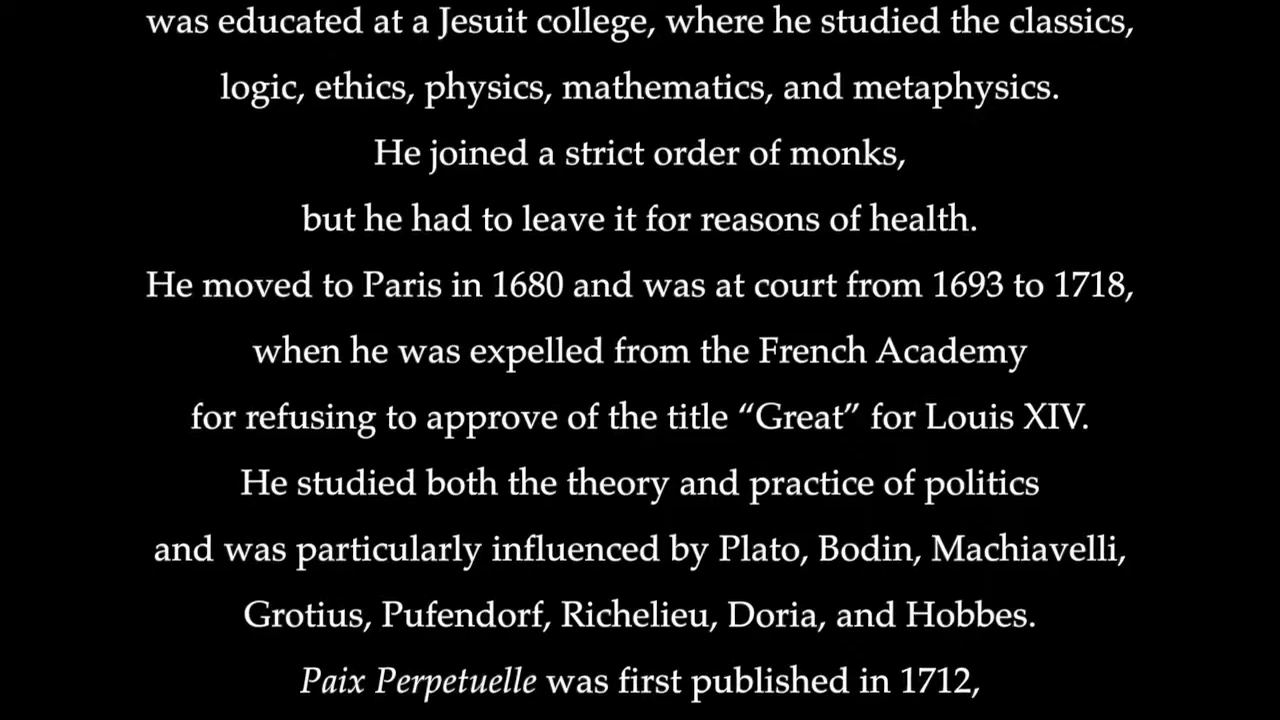 was educated at a Jesuit college, where he studied the classics,
logic, ethics, physics, mathematics, and metaphysics.
He joined a strict order of monks,
but he had to leave it for reasons of health.
He moved to Paris in 1680 and was at court from 1693 to 1718,
when he was expelled from the French Academy
for refusing to approve of the title “Great” for Louis XIV.
He studied both the theory and practice of politics
and was particularly influenced by Plato, Bodin, Machiavelli,
Grotius, Pufendorf, Richelieu, Doria, and Hobbes.
Paix Perpetuelle was first published in 1712,